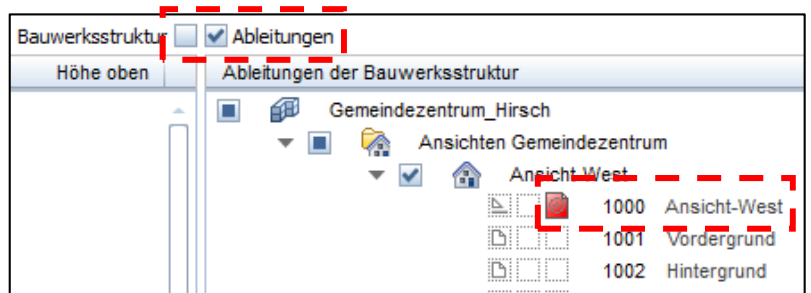 Bauwerksstruktur Ableitungen
Höhe oben
Ableitungen der Bauwerksstruktur
Gemeindezentrum_Hirsch
Ansichten Gemeindezentrum
Ansicht-West
1000 Ansicht-West
1001 Vordergrund
1002 Hintergrund